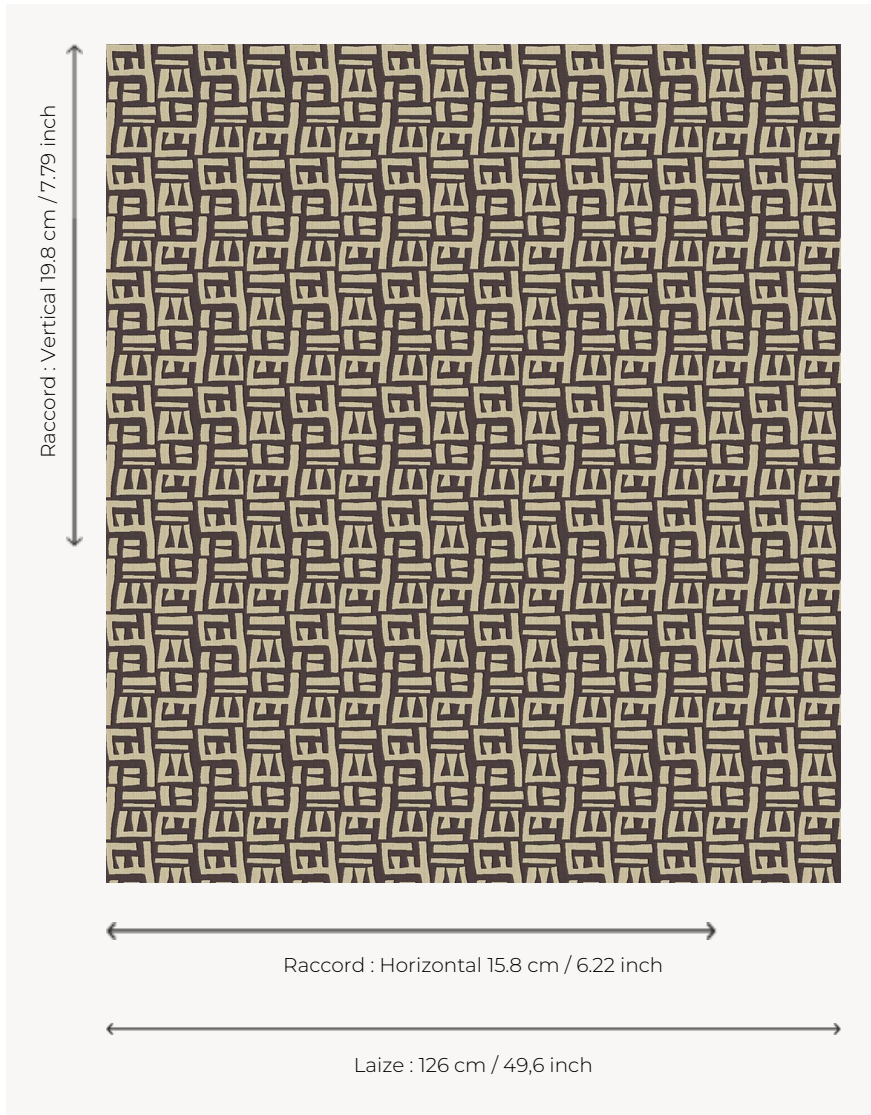 Raccord : Vertical 19.8 cm / 7.79 inch
Raccord : Horizontal 15.8 cm / 6.22 inch
Laize : 126 cm / 49,6 inch